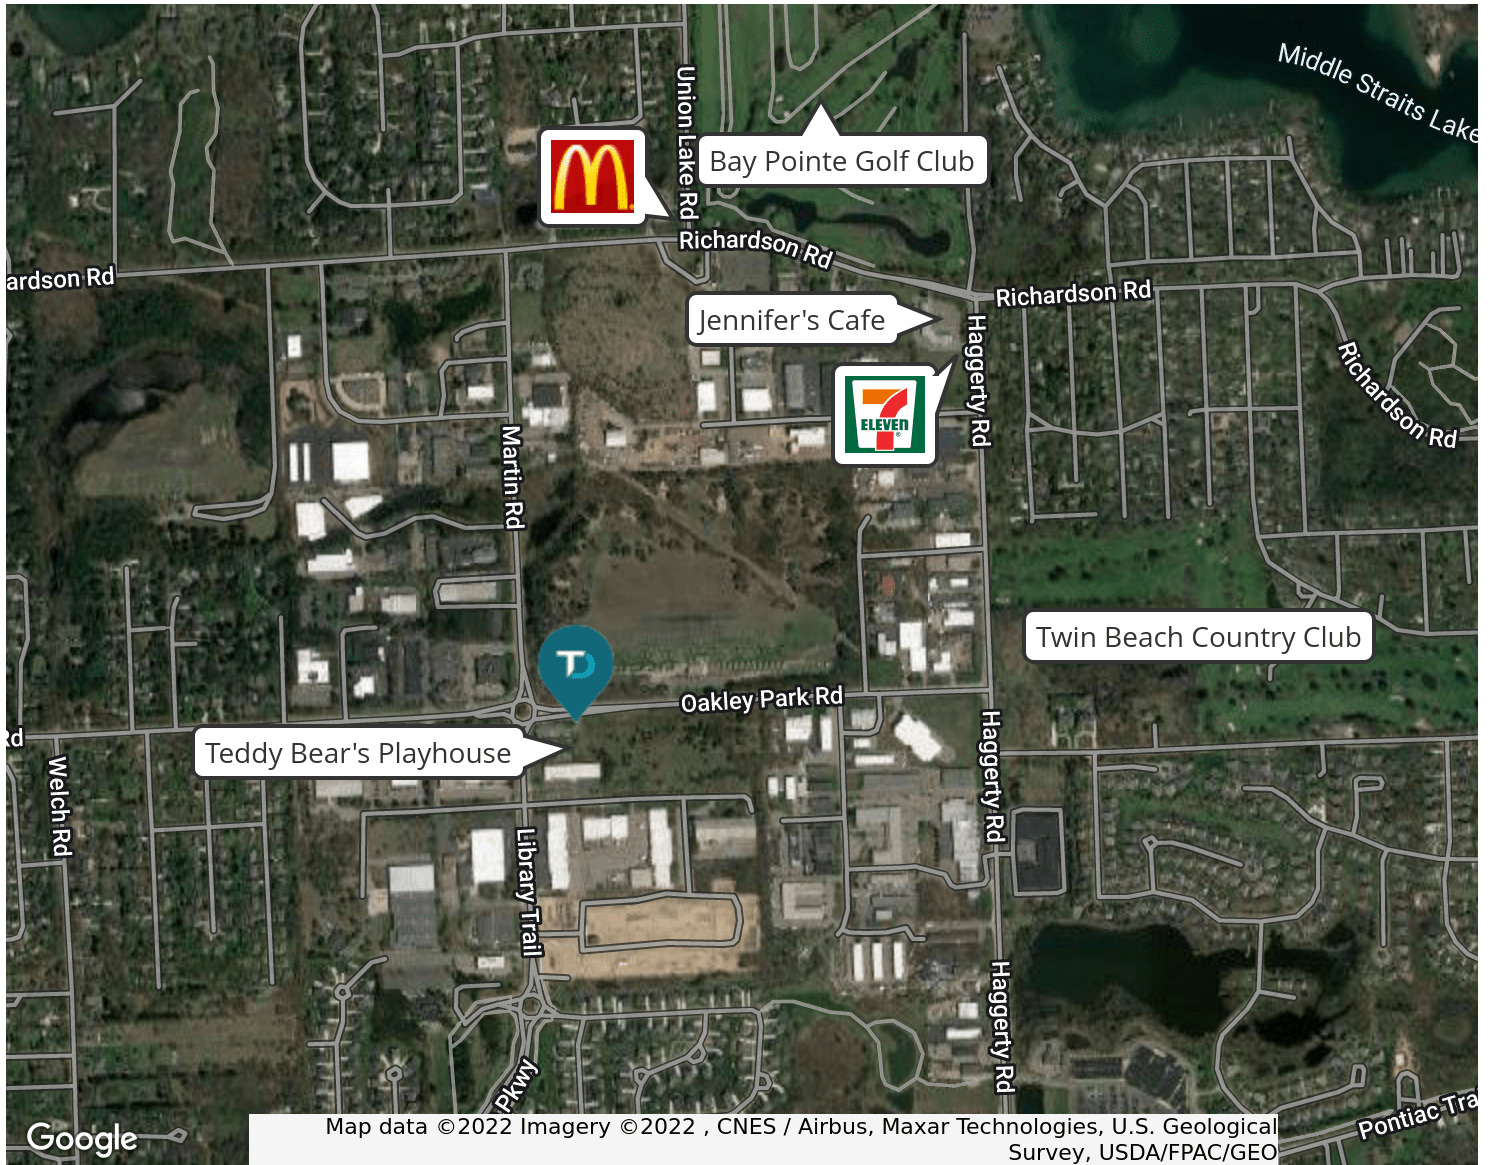 Middle Straits Lake
Union Lake Rd
Bay Pointe Golf Club
Richardson Rd
ardson Rd
Richardson Rd
Jennifer's Cafe
Haggerty Rd
Richardson Rd
7
ELEVEN
®
Martin Rd
Twin Beach Country Club
TD
Oakley Park Rd
Rd
Teddy Bear's Playhouse
Haggerty Rd
Welch Rd
Library Trail
Haggerty Rd
Pkwy
Pontiac Tra
Google
Map data ©2022 Imagery ©2022 , CNES / Airbus, Maxar Technologies, U.S. Geological
Survey, USDA/FPAC/GEO